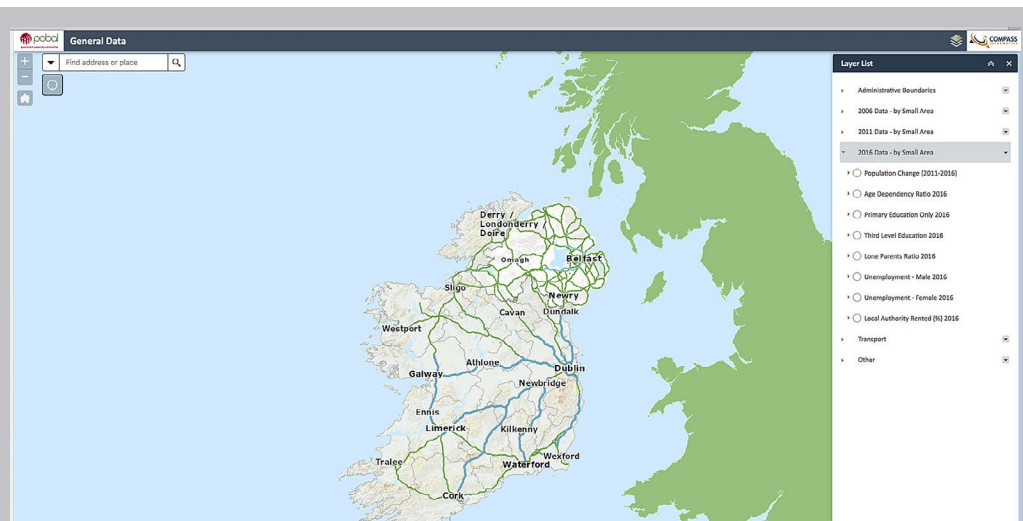 pobal
General Data
COMPASS
INFORMATICS
Find address or place
Layer List
Administrative Boundaries
2006 Data - by Small Area
2011 Data - by Small Area
2016 Data - by Small Area
Population Change (2011-2016)
Age Dependency Ratio 2016
Primary Education Only 2016
Third Level Education 2016
Lone Parents Ratio 2016
Unemployment - Male 2016
Unemployment - Female 2016
Local Authority Rented (%) 2016
Transport
Other
Derry /
Londonderry /
Doire
Omagh
Belfast
Sligo
Newry
Cavan
Dundalk
Westport
Athlone
Dublin
Galway
Newbridge
Ennis
Limerick
Kilkenny
Tralee
Wexford
Waterford
Cork